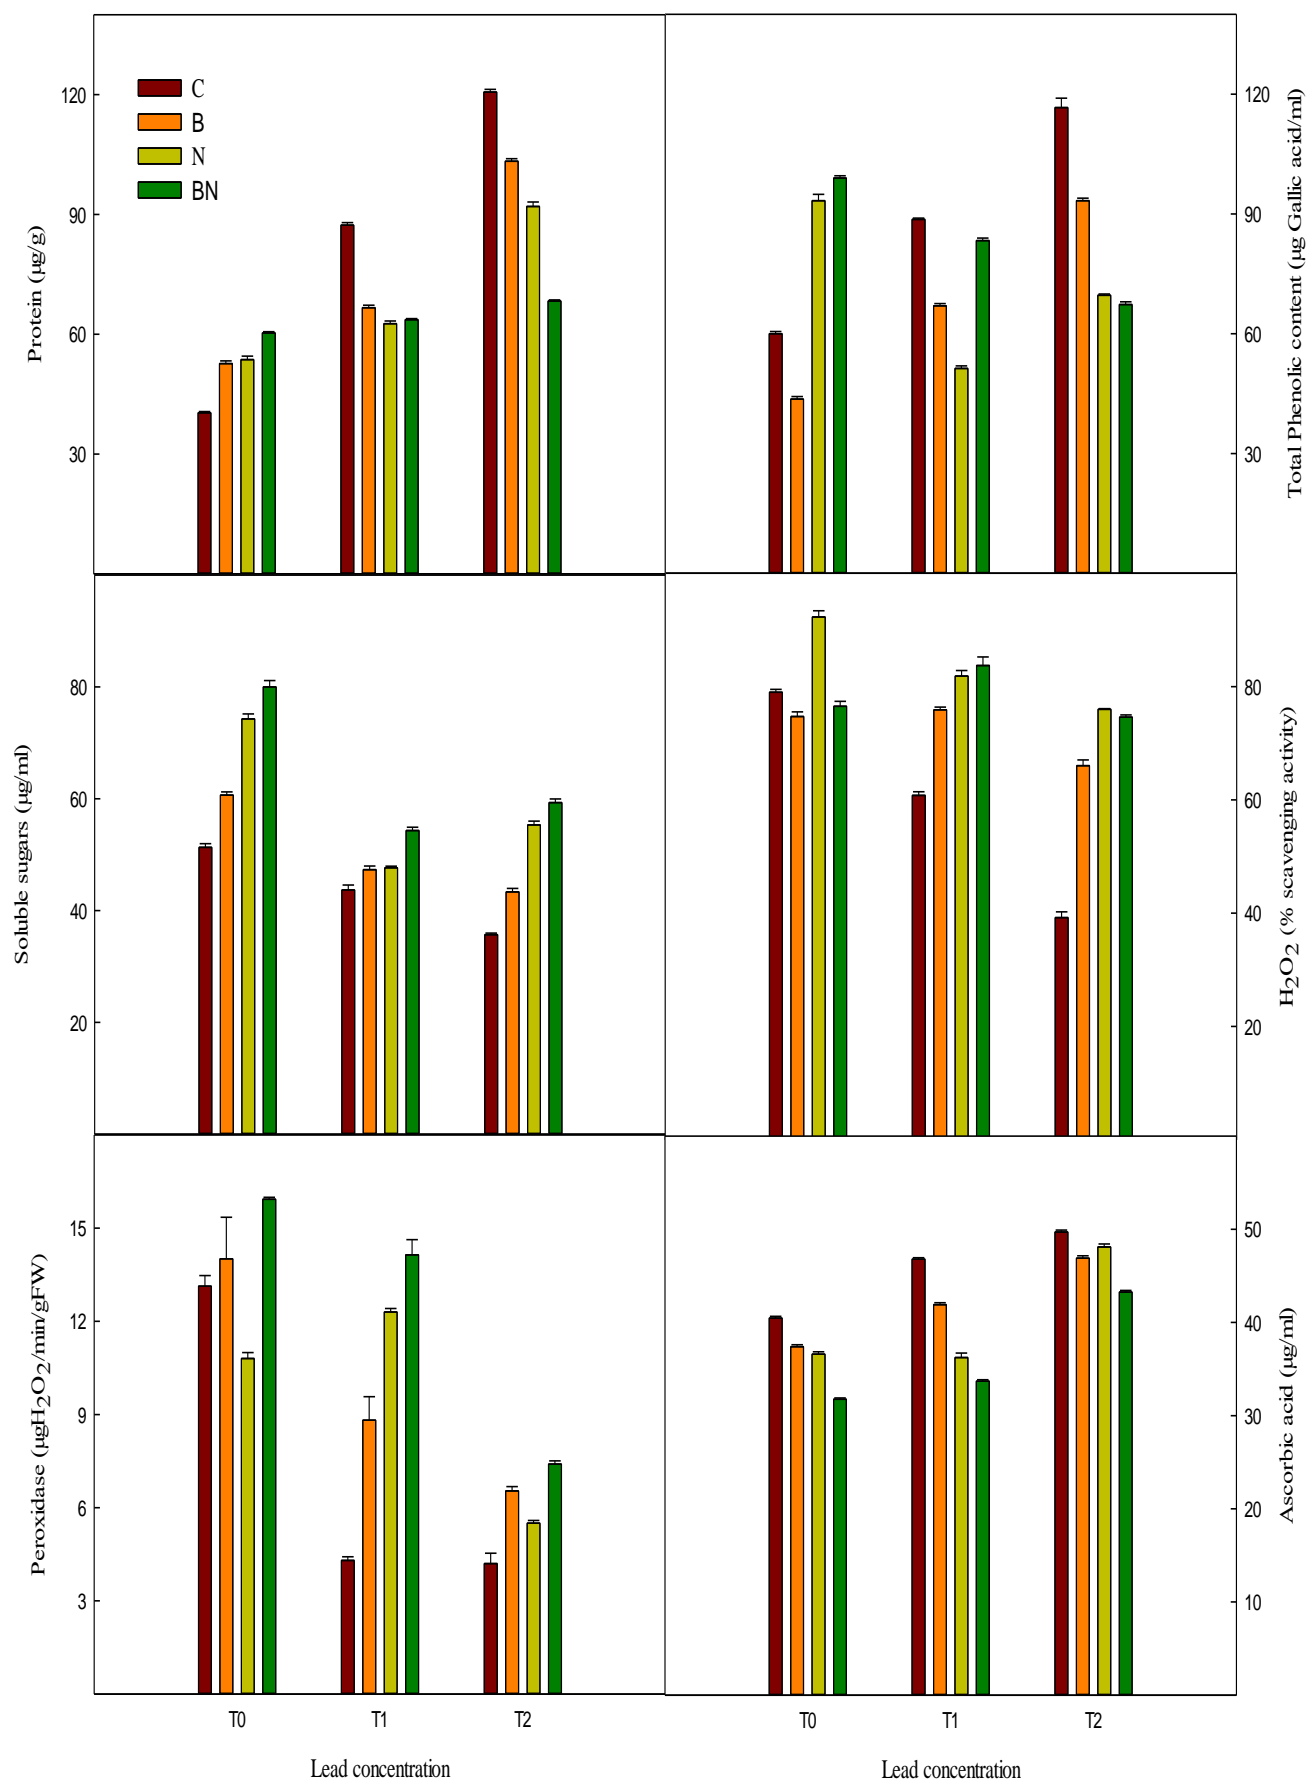 C
B
N
BN
120
90
60
30
Protein (µg/g)
120
90
60
30
Total Phenolic content (µg Gallic acid/ml)
80
60
40
20
Soluble sugars (µg/ml)
80
60
40
20
H₂O₂ (% scavenging activity)
15
12
9
6
3
Peroxidase (µgH₂O₂/min/gFW)
50
40
30
20
10
Ascorbic acid (µg/ml)
T0 T1 T2
Lead concentration
T0 T1 T2
Lead concentration